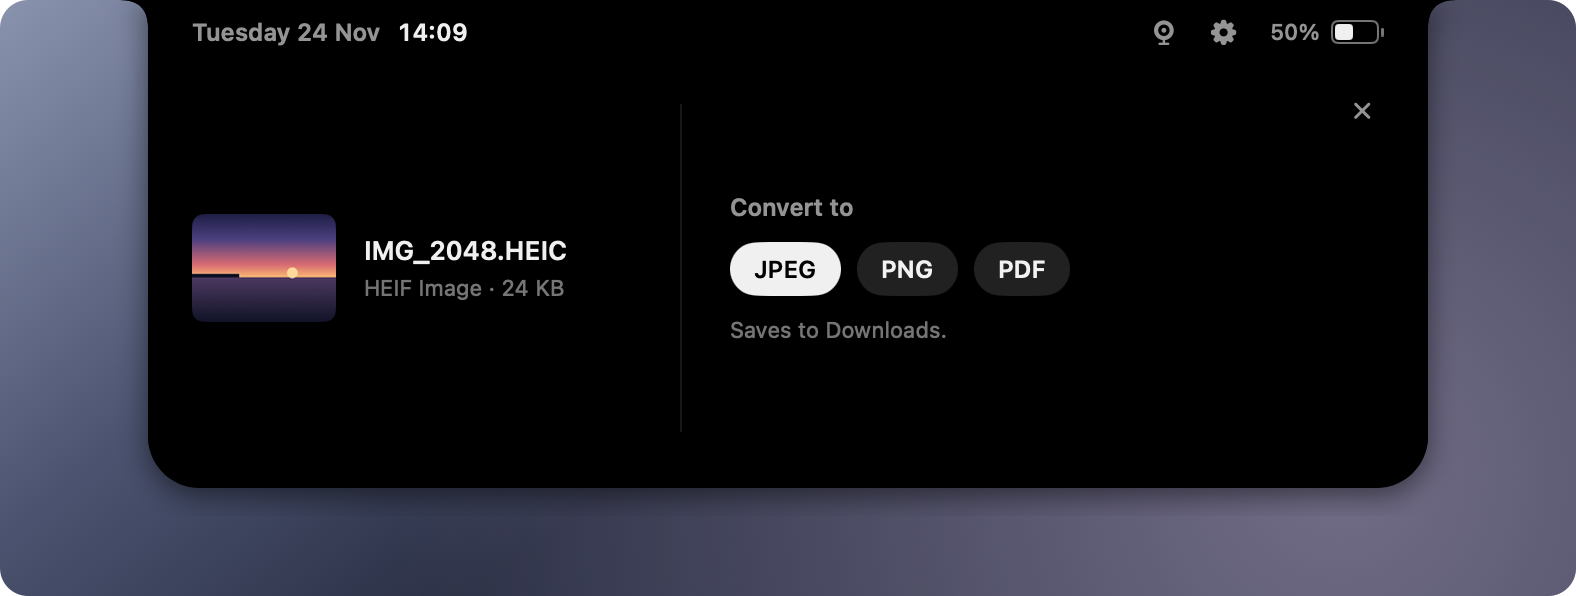 Tuesday 24 Nov 14:09
50%
IMG_2048.HEIC
HEIF Image · 24 KB
Convert to
JPEG PNG PDF
Saves to Downloads.